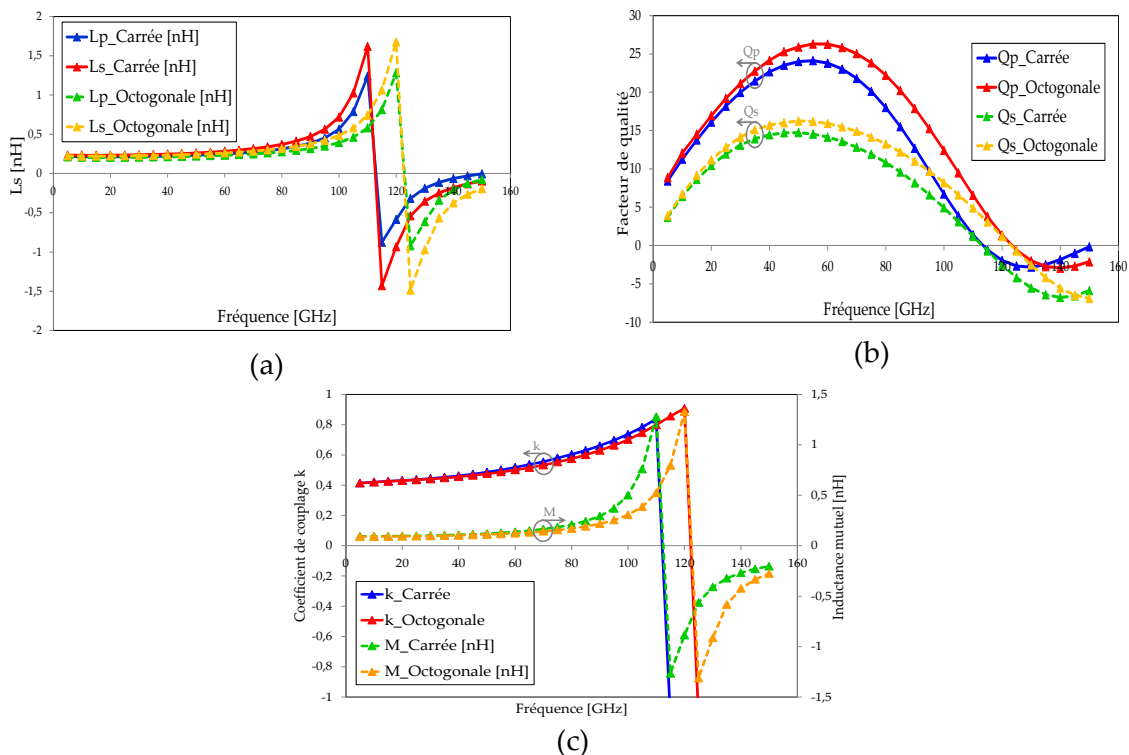 2
1,5
1
0,5
0
-0,5
-1
-1,5
-2
Ls [nH]
0 20 40 60 80 100 120 140 160
Fréquence [GHz]
Lp_Carrée [nH]
Ls_Carrée [nH]
Lp_Octogonale [nH]
Ls_Octogonale [nH]
(a)
30
25
20
15
10
5
0
-5
-10
Facteur de qualité
0 20 40 60 80 100 120 140 160
Fréquence [GHz]
Qp
Qs
Qp_Carrée
Qp_Octogonale
Qs_Carrée
Qs_Octogonale
(b)
1
0,8
0,6
0,4
0,2
0
-0,2
-0,4
-0,6
-0,8
-1
Coefficient de couplage k
0 20 40 60 80 100 120 140 160
Fréquence [GHz]
k
M
k_Carrée
k_Octogonale
M_Carrée [nH]
M_Octogonale [nH]
1,5
1
0,5
0
-0,5
-1
-1,5
Inductance mutuel [nH]
(c)